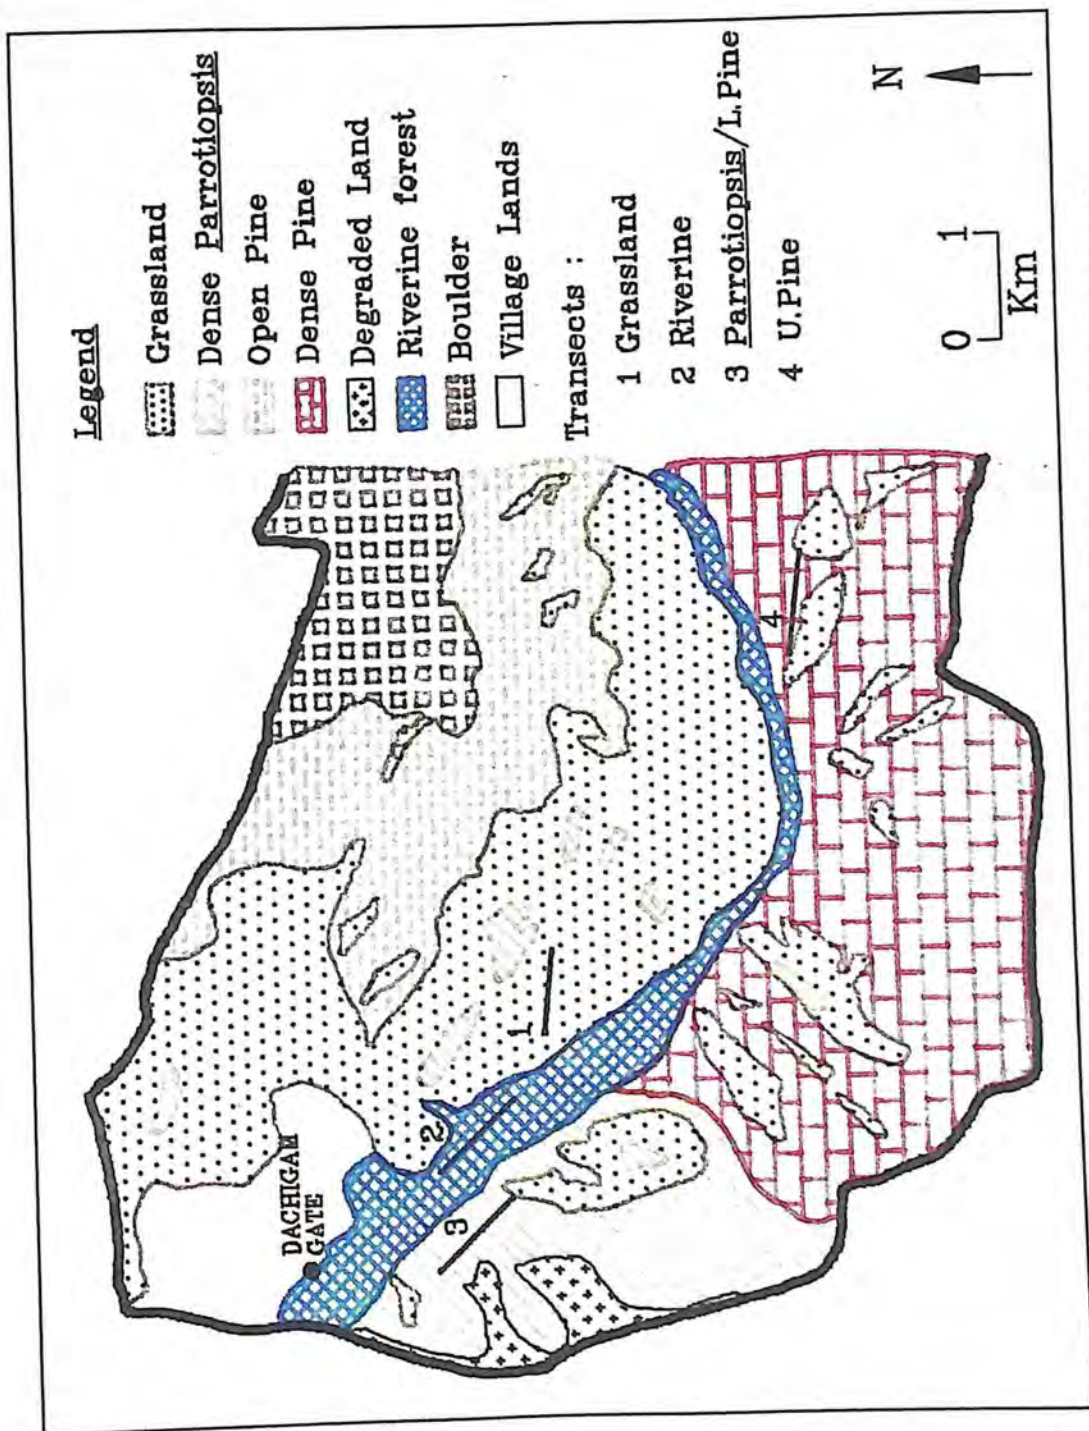 Legend
Grassland
Dense Parrotiopsis
Open Pine
Dense Pine
Degraded Land
Riverine forest
Boulder
Village Lands
Transects :
1 Grassland
2 Riverine
3 Parrotiopsis/L.Pine
4 U.Pine
N
0 1
Km
DACHIGAM
GATE
1
2
3
4